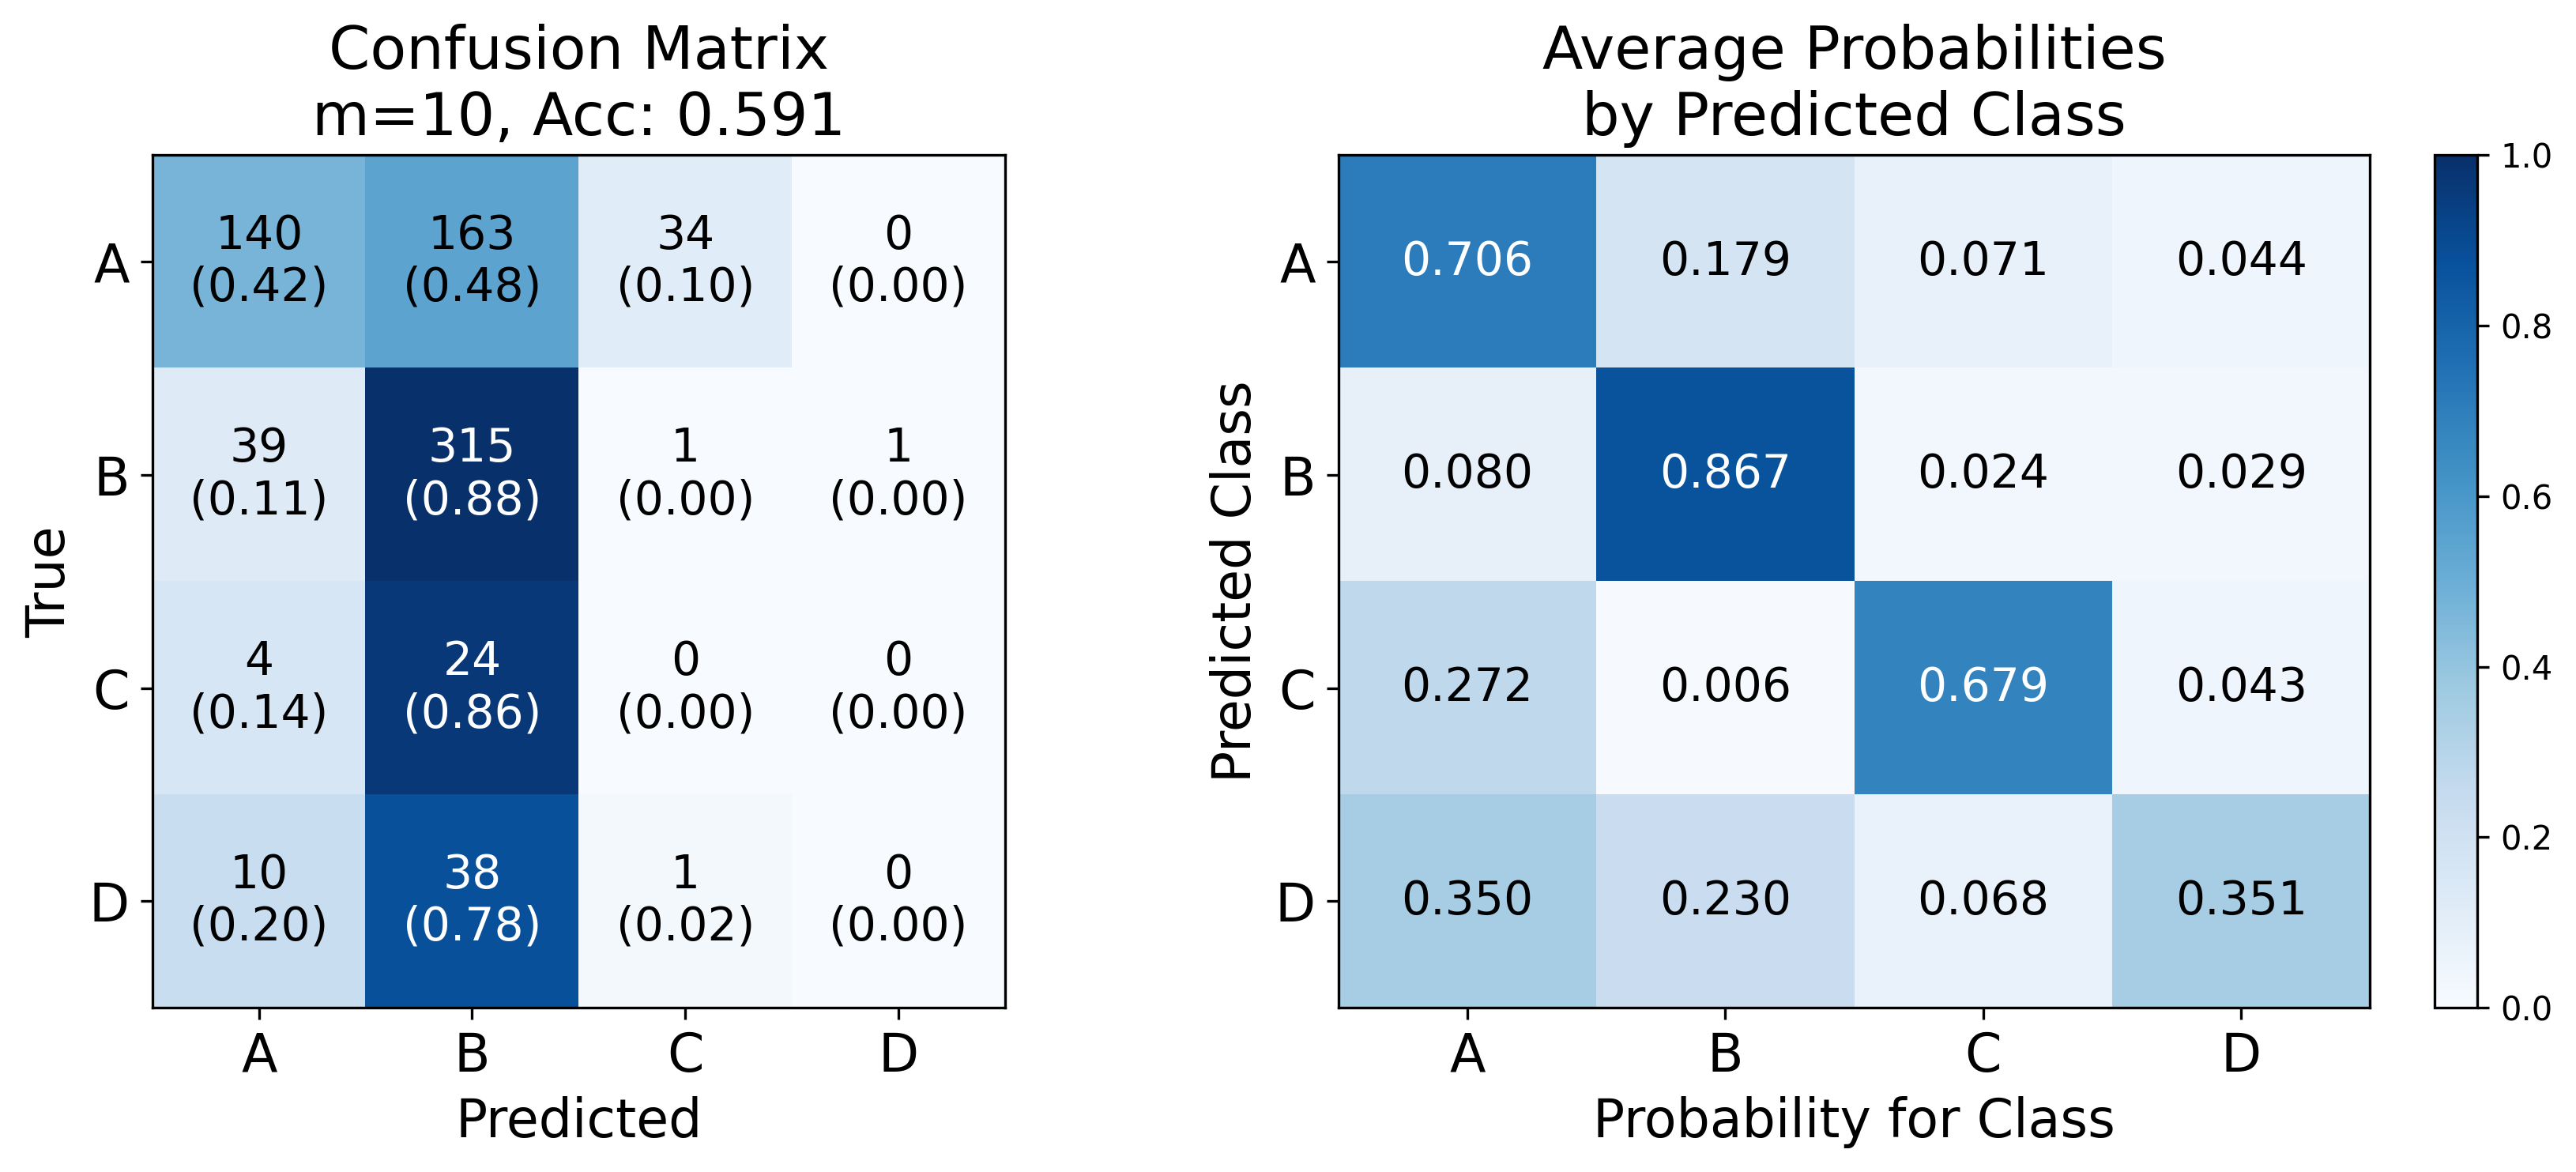 Confusion Matrix
m=10, Acc: 0.591
True
A
140
(0.42)
163
(0.48)
34
(0.10)
0
(0.00)
B
39
(0.11)
315
(0.88)
1
(0.00)
1
(0.00)
C
4
(0.14)
24
(0.86)
0
(0.00)
0
(0.00)
D
10
(0.20)
38
(0.78)
1
(0.02)
0
(0.00)
A B C D
Predicted
Average Probabilities
by Predicted Class
Predicted Class
A 0.706 0.179 0.071 0.044
B 0.080 0.867 0.024 0.029
C 0.272 0.006 0.679 0.043
D 0.350 0.230 0.068 0.351
A B C D
Probability for Class
1.0
0.8
0.6
0.4
0.2
0.0